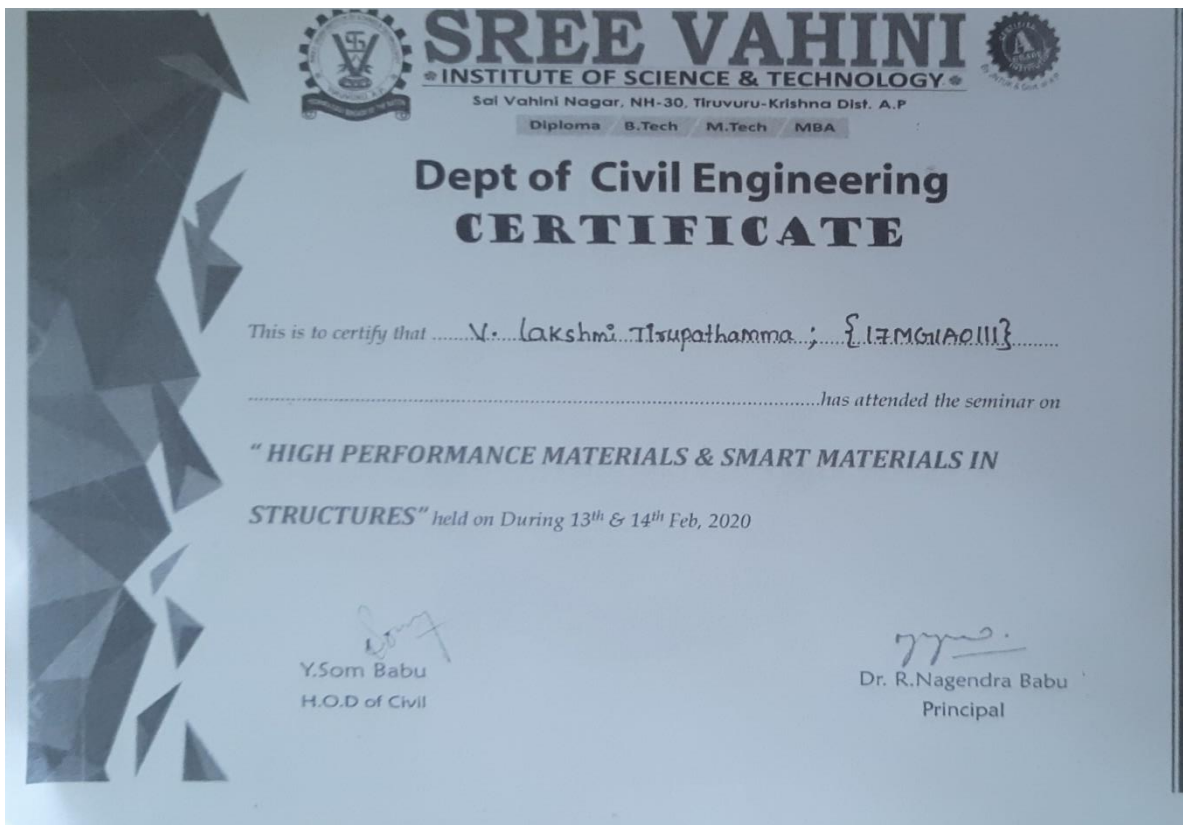 SREE VAHINI
INSTITUTE OF SCIENCE & TECHNOLOGY
Sai Vahini Nagar, NH-30, Tiruvuru-Krishna Dist. A.P
Diploma B.Tech M.Tech MBA
Dept of Civil Engineering
CERTIFICATE
This is to certify that ...... V. Lakshmi Tirupathamma ; {17MG1A0111}
has attended the seminar on
“ HIGH PERFORMANCE MATERIALS & SMART MATERIALS IN
STRUCTURES” held on During 13th & 14th Feb, 2020
Y.Som Babu
H.O.D of Civil
Dr. R.Nagendra Babu
Principal